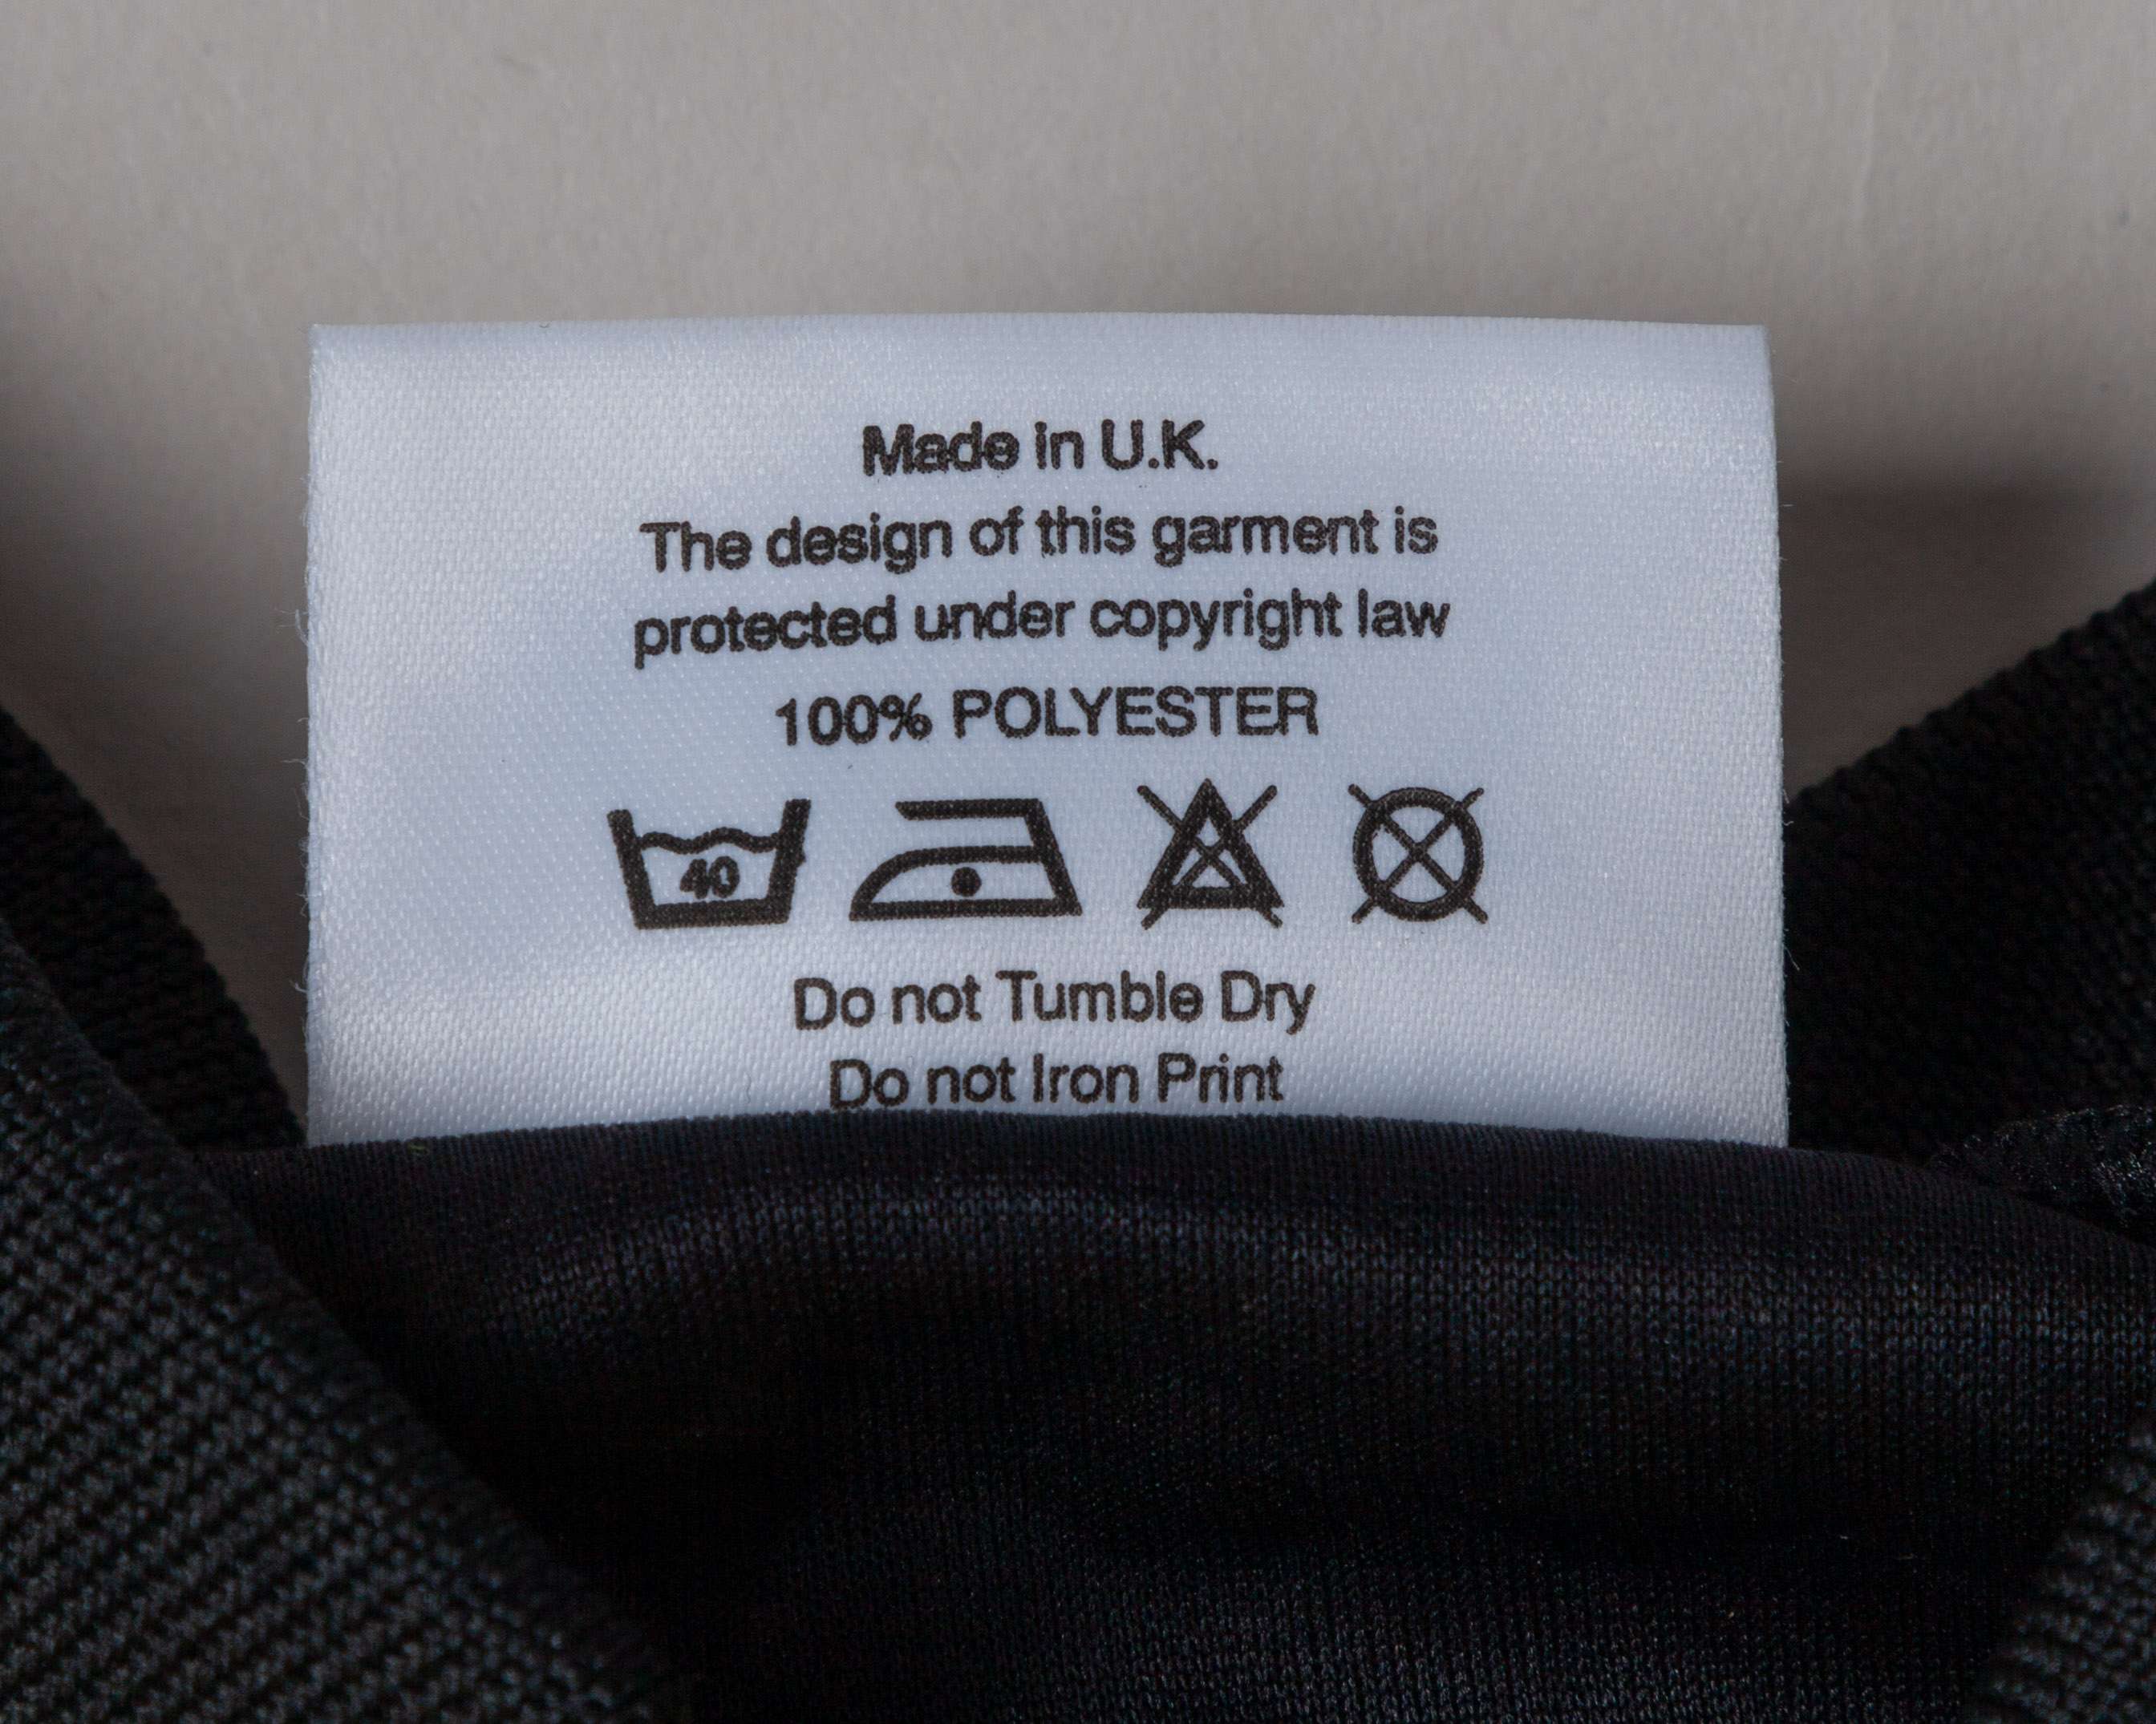 Made in U.K.
The design of this garment is
protected under copyright law
100% POLYESTER
40
Do not Tumble Dry
Do not Iron Print